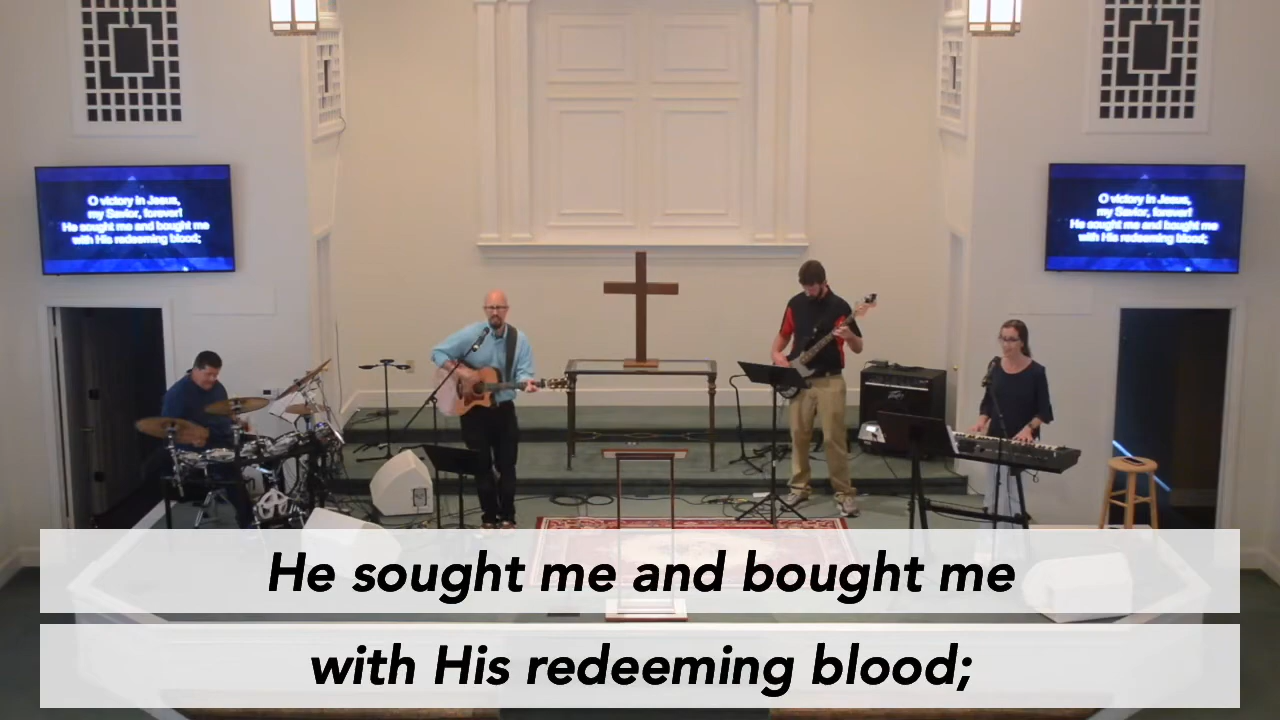 O victory in Jesus,
my Savior, forever!
He sought me and bought me
with His redeeming blood;
O victory in Jesus,
my Savior, forever!
He sought me and bought me
with His redeeming blood;
He sought me and bought me
with His redeeming blood;